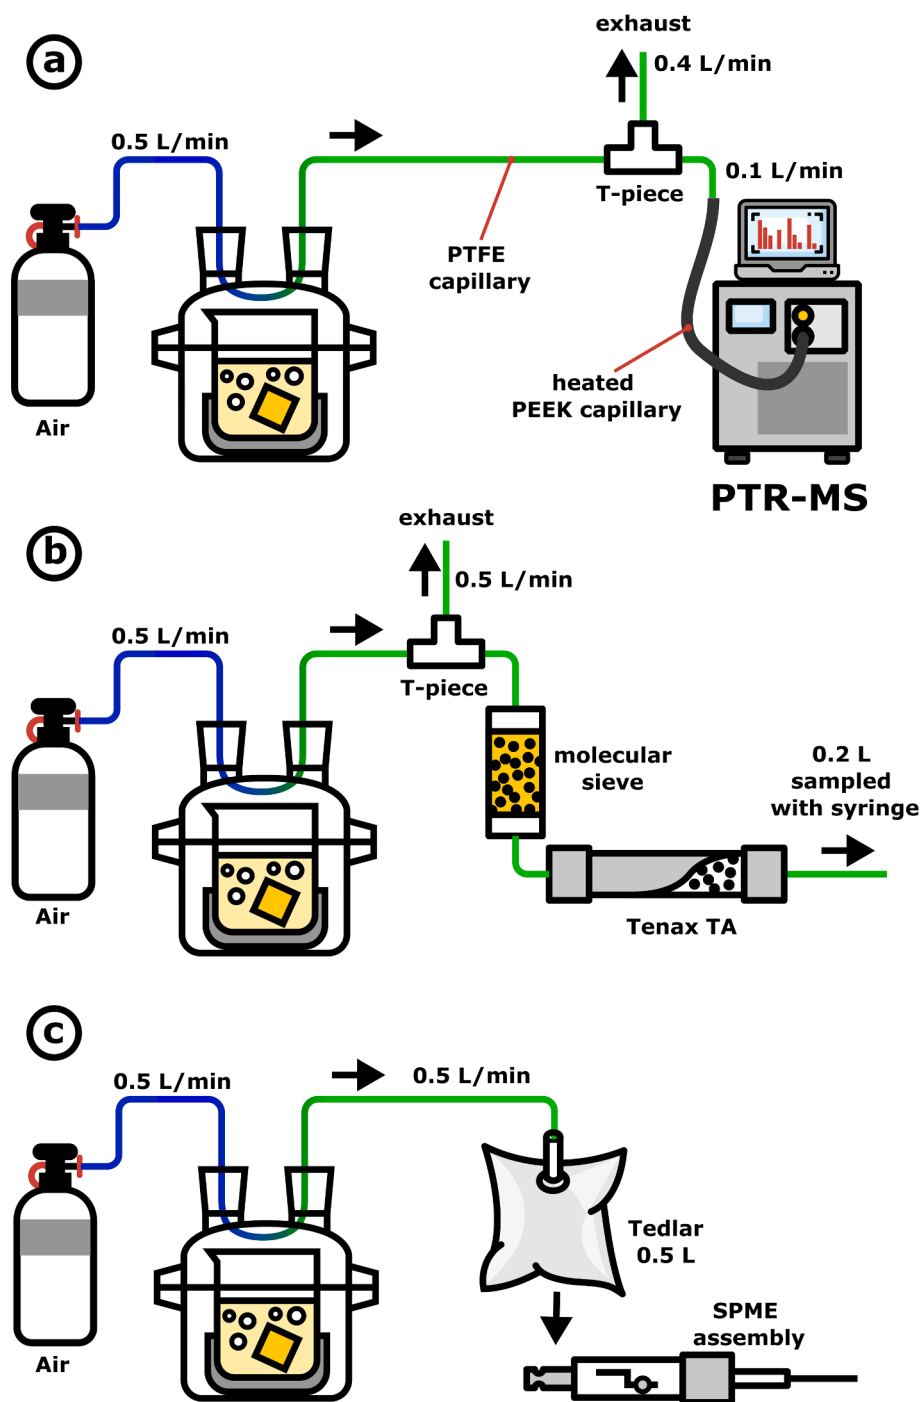 a
exhaust
0.4 L/min
0.5 L/min
0.1 L/min
T-piece
PTFE
capillary
heated
PEEK capillary
Air
PTR-MS
b
exhaust
0.5 L/min
0.5 L/min
T-piece
molecular
sieve
0.2 L
sampled
with syringe
Air
Tenax TA
c
0.5 L/min
0.5 L/min
Tedlar
0.5 L
SPME
assembly
Air